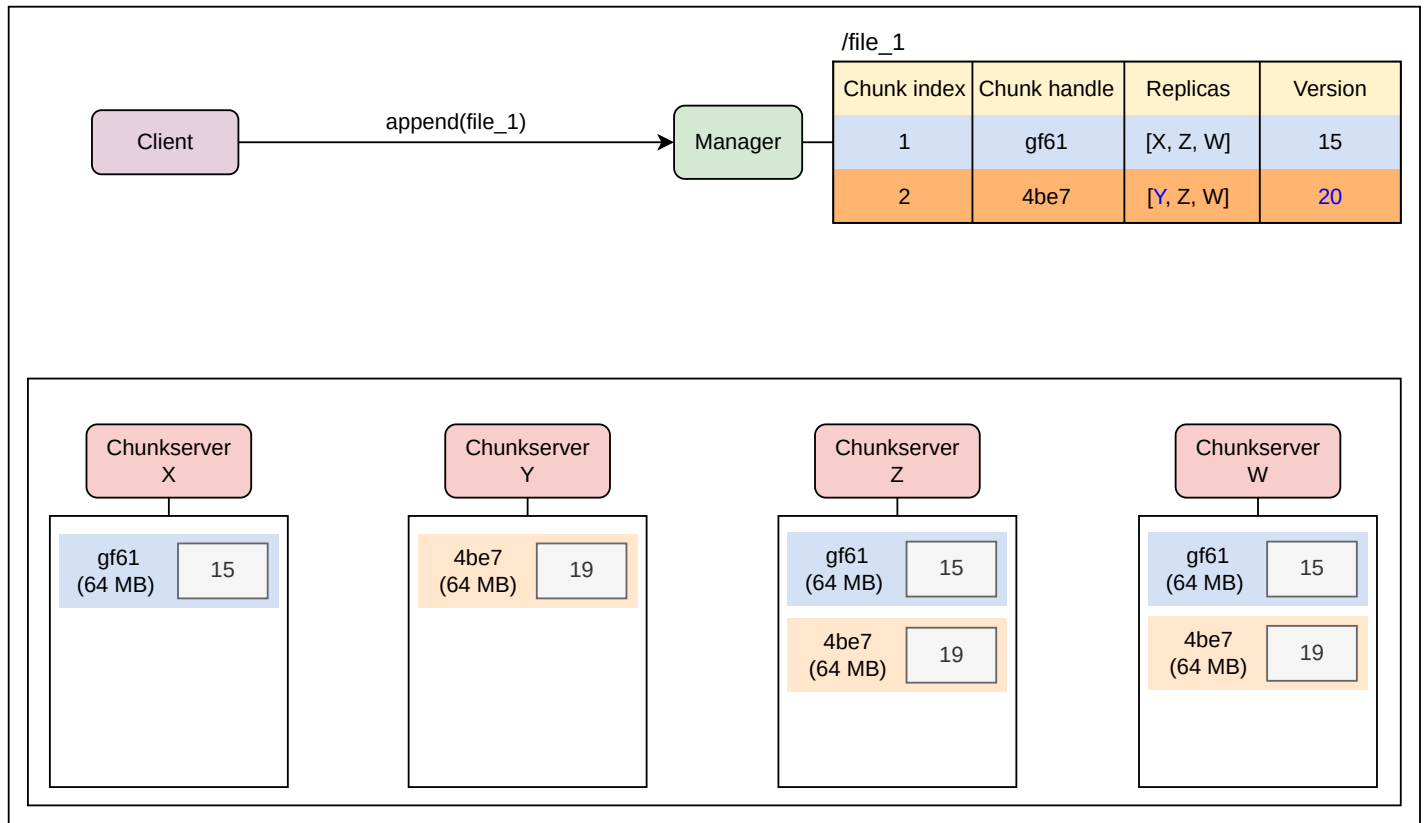 /file_1
Chunk index Chunk handle Replicas Version
1 gf61 [X, Z, W] 15
2 4be7 [Y, Z, W] 20
Client
append(file_1)
Manager
Chunkserver
X
Chunkserver
Y
Chunkserver
Z
Chunkserver
W
gf61
(64 MB)
15
4be7
(64 MB)
19
gf61
(64 MB)
15
4be7
(64 MB)
19
gf61
(64 MB)
15
4be7
(64 MB)
19